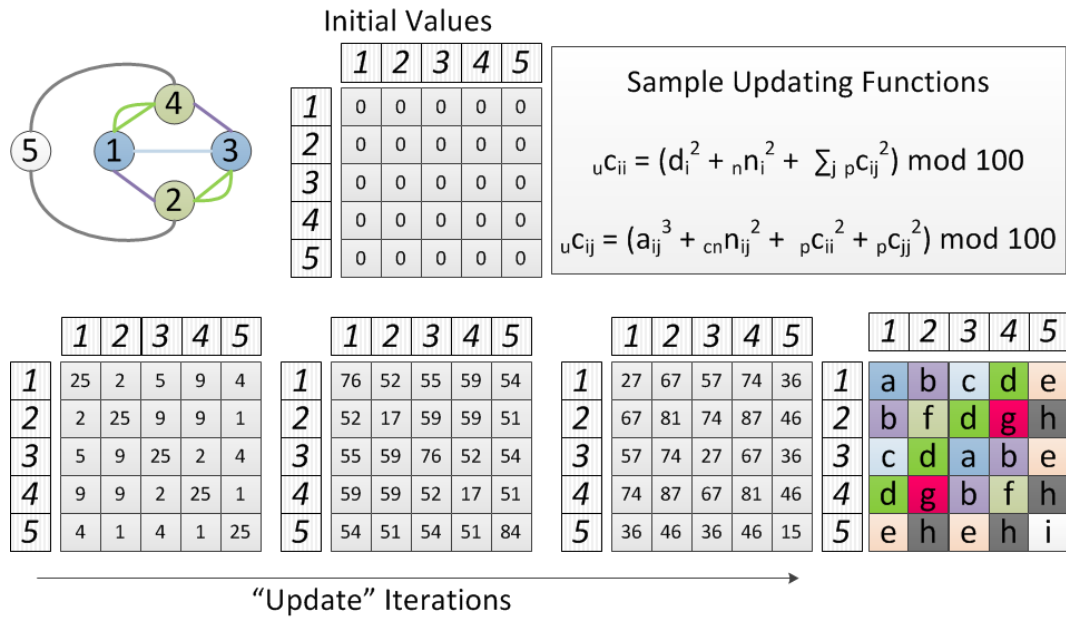 Initial Values
1 2 3 4 5
1 0 0 0 0 0
2 0 0 0 0 0
3 0 0 0 0 0
4 0 0 0 0 0
5 0 0 0 0 0
4
5 1 3
2
Sample Updating Functions
ᵤcᵢᵢ = (dᵢ² + ₙnᵢ² + ∑ⱼ ₚcᵢⱼ²) mod 100
ᵤcᵢⱼ = (aᵢⱼ³ + cₙnᵢⱼ² + ₚcᵢᵢ² + ₚcⱼⱼ²) mod 100
1 2 3 4 5
1 25 2 5 9 4
2 2 25 9 9 1
3 5 9 25 2 4
4 9 9 2 25 1
5 4 1 4 1 25
1 2 3 4 5
1 76 52 55 59 54
2 52 17 59 59 51
3 55 59 76 52 54
4 59 59 52 17 51
5 54 51 54 51 84
1 2 3 4 5
1 27 67 57 74 36
2 67 81 74 87 46
3 57 74 27 67 36
4 74 87 67 81 46
5 36 46 36 46 15
1 2 3 4 5
1 a b c d e
2 b f d g h
3 c d a b e
4 d g b f h
5 e h e h i
“Update” Iterations